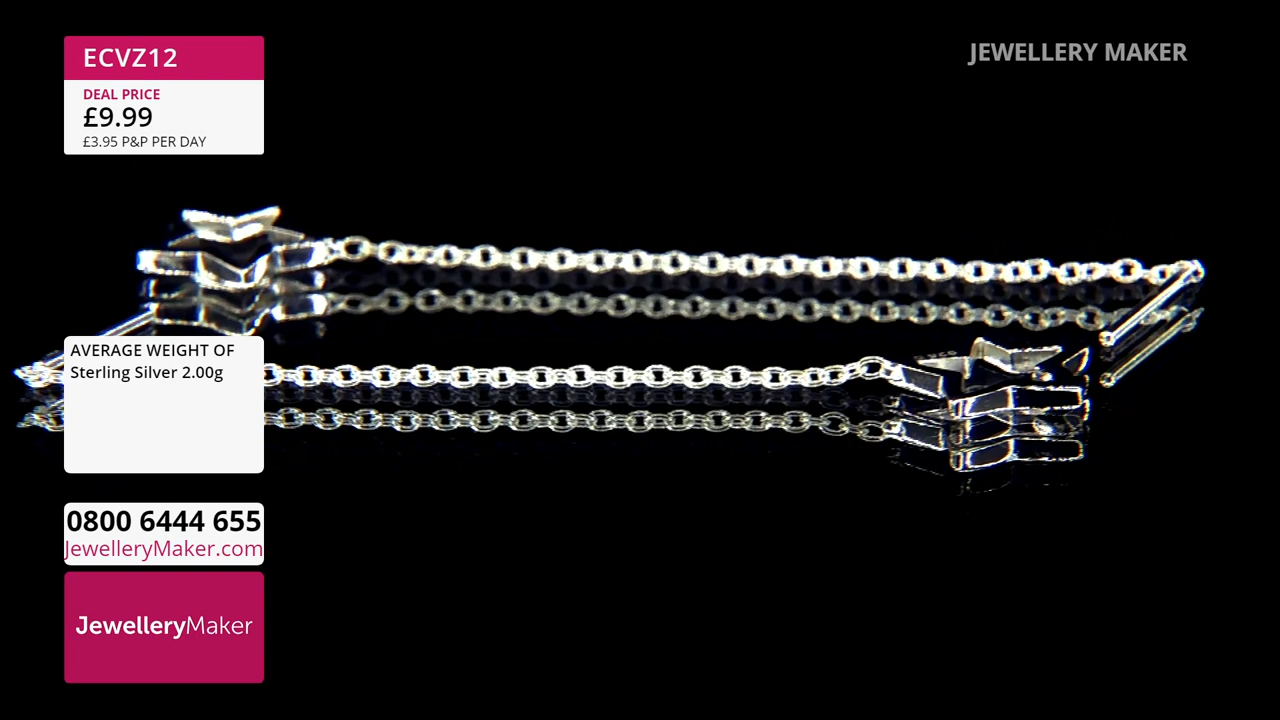 ECVZ12
DEAL PRICE
£9.99
£3.95 P&P PER DAY
JEWELLERY MAKER
AVERAGE WEIGHT OF
Sterling Silver 2.00g
0800 6444 655
JewelleryMaker.com
JewelleryMaker